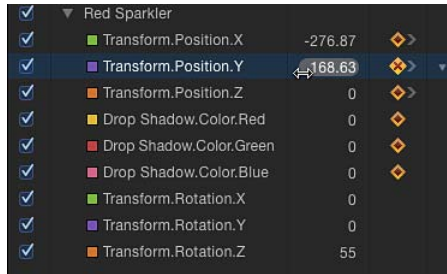 Red Sparkler
Transform.Position.X -276.87
Transform.Position.Y 168.63
Transform.Position.Z 0
Drop Shadow.Color.Red 0
Drop Shadow.Color.Green 0
Drop Shadow.Color.Blue 0
Transform.Rotation.X 0
Transform.Rotation.Y 0
Transform.Rotation.Z 55